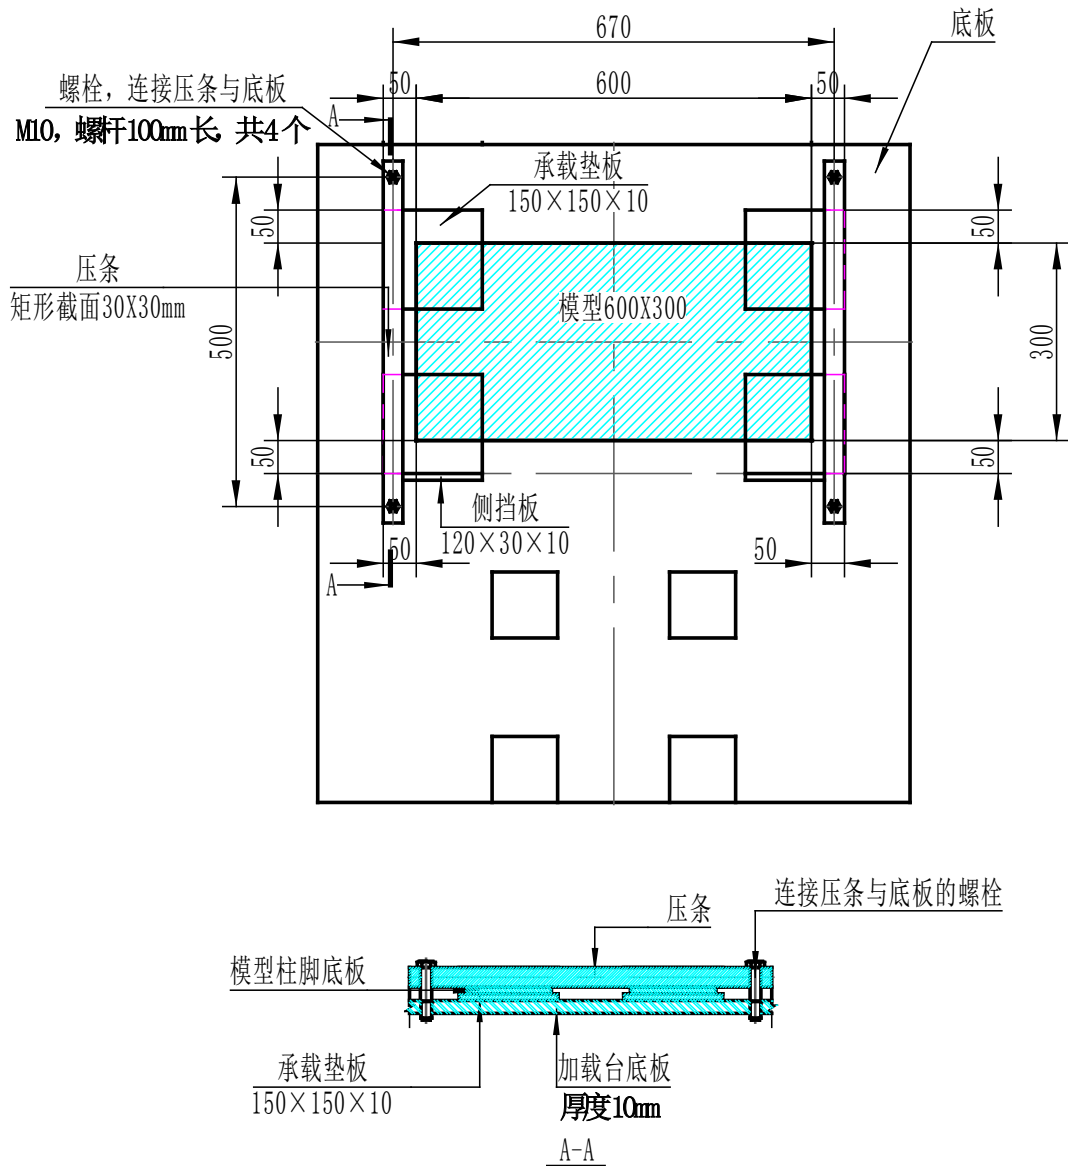 670
底板
50
600
50
螺栓，连接压条与底板
A
M10，螺杆100mm长，共4个
承载垫板
150×150×10
50
50
压条
矩形截面30X30mm
模型600X300
500
300
50
50
侧挡板
120×30×10
50
50
A
压条
连接压条与底板的螺栓
模型柱脚底板
承载垫板
150×150×10
加载台底板
厚度10mm
A-A